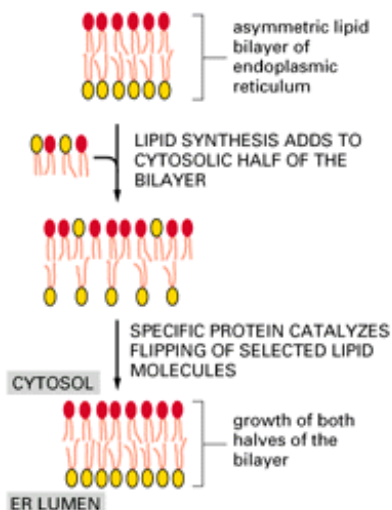 asymmetric lipid
bilayer of
endoplasmic
reticulum
LIPID SYNTHESIS ADDS TO
CYTOSOLIC HALF OF THE
BILAYER
SPECIFIC PROTEIN CATALYZES
FLIPPING OF SELECTED LIPID
MOLECULES
CYTOSOL
growth of both
halves of the
bilayer
ER LUMEN